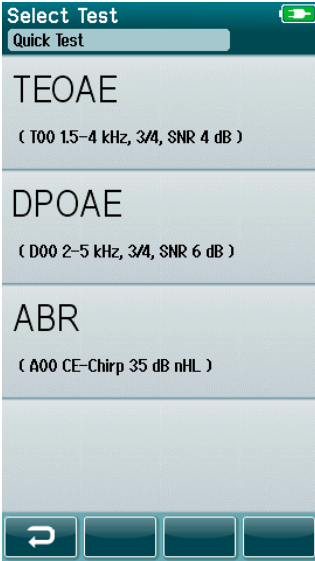 Select Test
Quick Test
TEOAE
( T00 1.5-4 kHz, 3/4, SNR 4 dB )
DPOAE
( D00 2-5 kHz, 3/4, SNR 6 dB )
ABR
( A00 CE-Chirp 35 dB nHL )